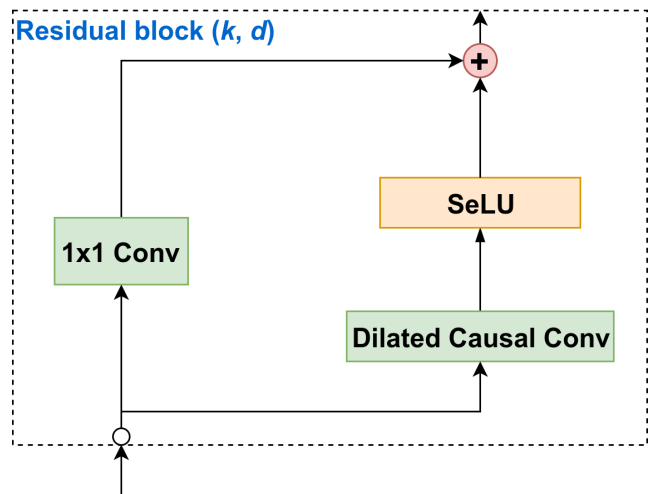 Residual block (k, d)
+
SeLU
1x1 Conv
Dilated Causal Conv